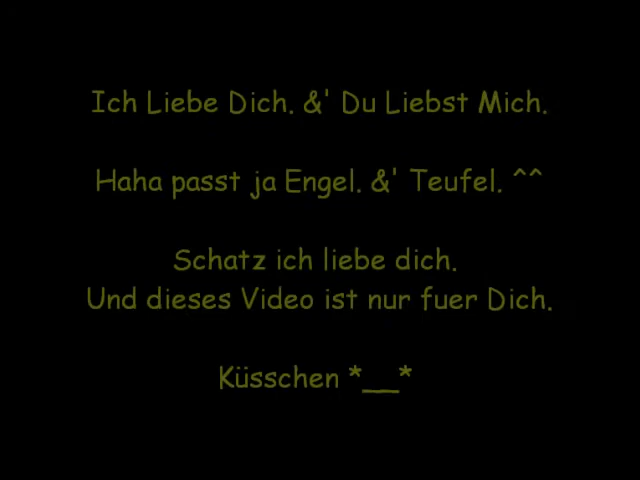 Ich Liebe Dich. &' Du Liebst Mich.
Haha passt ja Engel. &' Teufel. ^^
Schatz ich liebe dich.
Und dieses Video ist nur fuer Dich.
Küsschen *__*